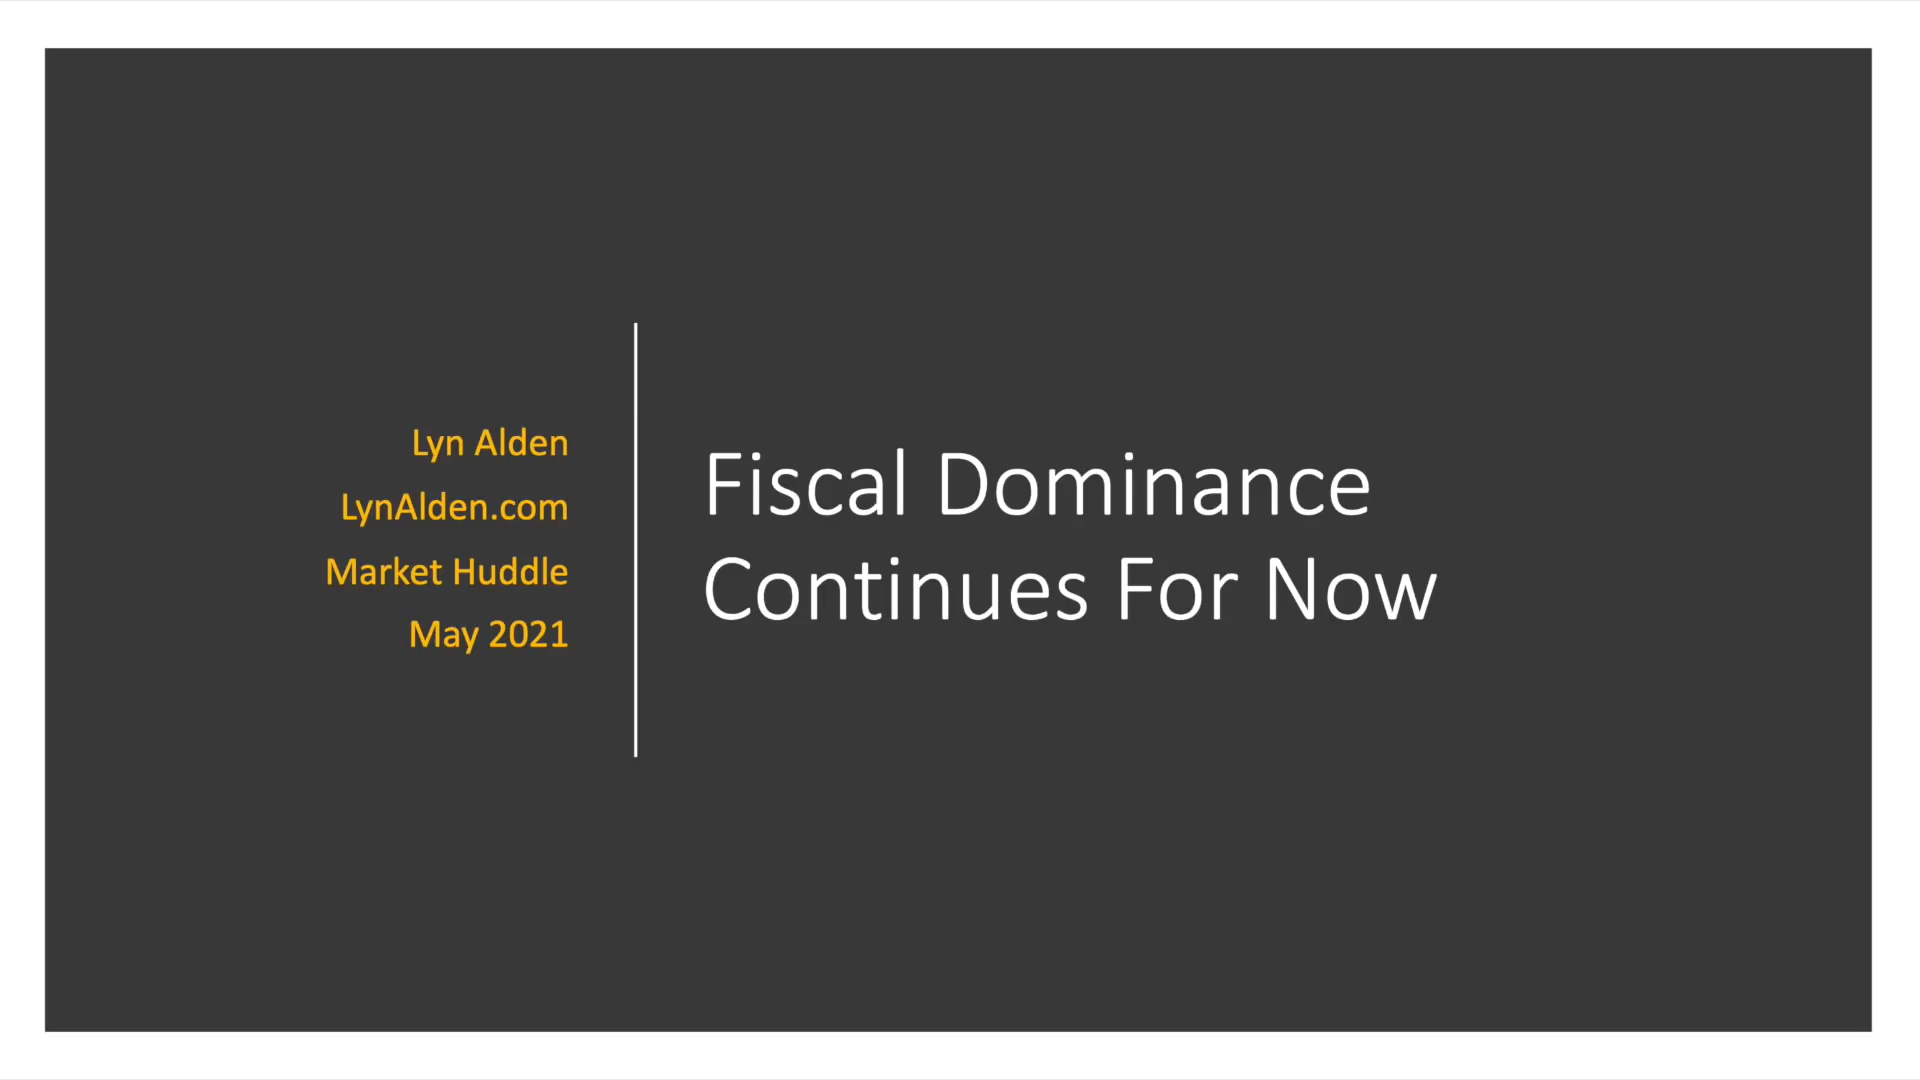 Lyn Alden
LynAlden.com
Market Huddle
May 2021
Fiscal Dominance
Continues For Now